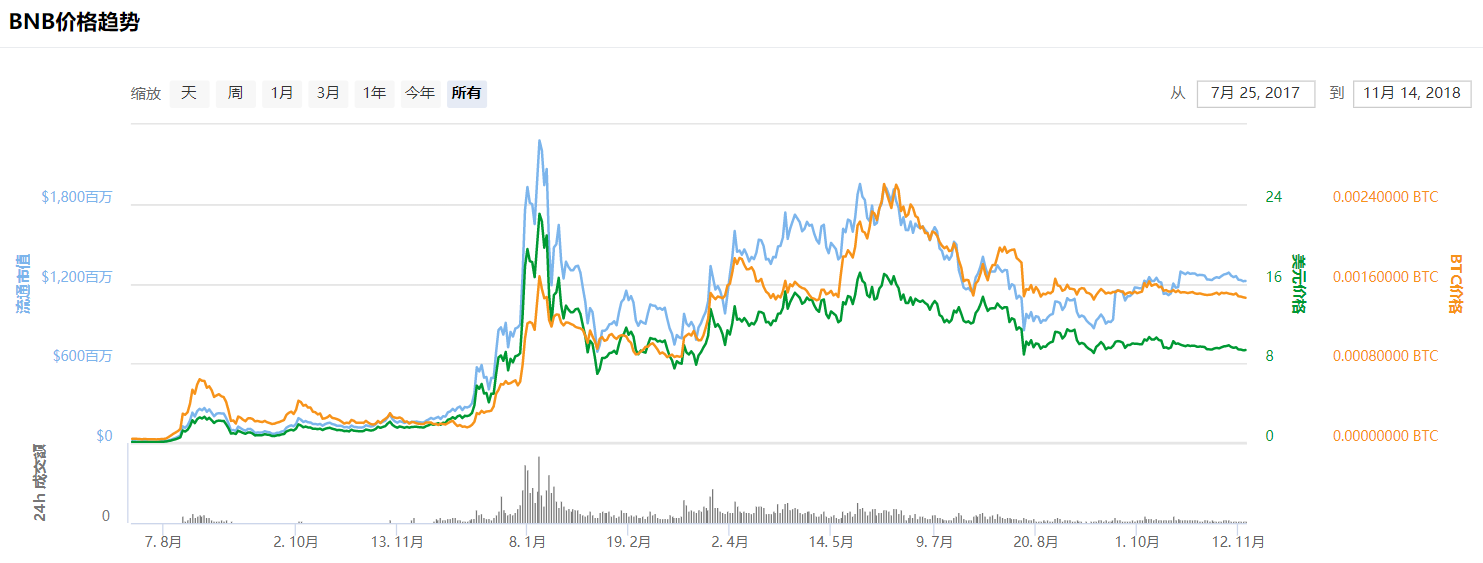 BNB价格趋势
缩放 天 周 1月 3月 1年 今年 所有 从 7月 25, 2017 到 11月 14, 2018
流通市值
$1,800百万
$1,200百万
$600百万
$0
24h 成交额
0
24
16
8
0
美元价格
0.00240000 BTC
0.00160000 BTC
0.00080000 BTC
0.00000000 BTC
BTC价格
7. 8月 2. 10月 13. 11月 8. 1月 19. 2月 2. 4月 14. 5月 9. 7月 20. 8月 1. 10月 12. 11月